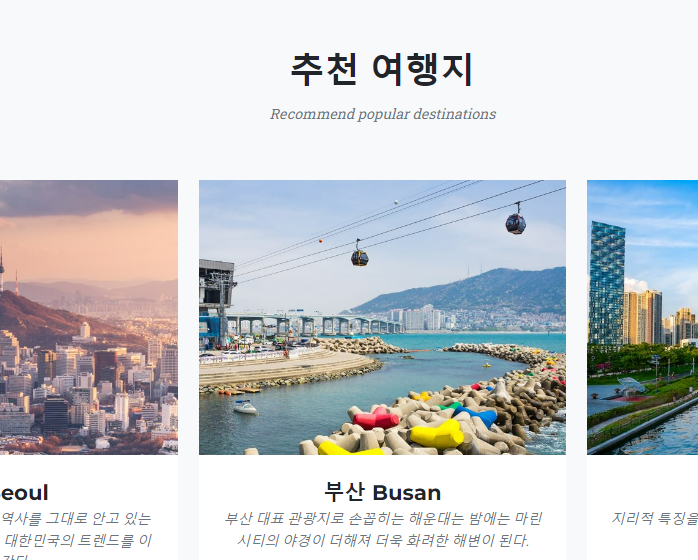 추천 여행지
Recommend popular destinations
eoul
역사를 그대로 안고 있는
대한민국의 트렌드를 이
부산 Busan
부산 대표 관광지로 손꼽히는 해운대는 밤에는 마린
시티의 야경이 더해져 더욱 화려한 해변이 된다.
지리적 특징을